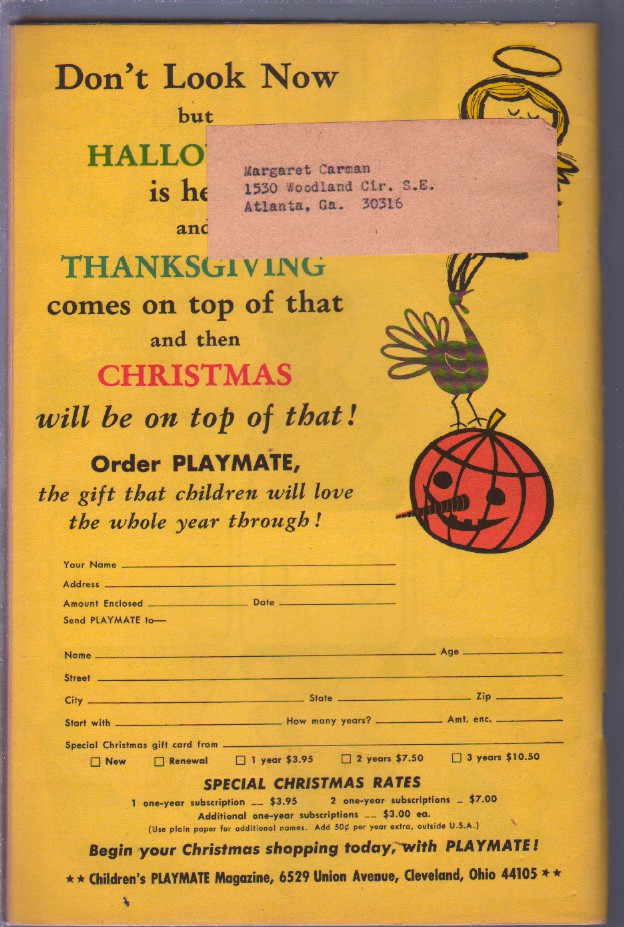 Don't Look Now
but
HALLO
is he
and
THANKSGIVING
comes on top of that
and then
CHRISTMAS
will be on top of that!
Margaret Carman
1530 Woodland Cir. S.E.
Atlanta, Ga. 30316
Order PLAYMATE,
the gift that children will love
the whole year through!
Your Name
Address
Amount Enclosed Date
Send PLAYMATE to—
Name Age
Street
City State Zip
Start with How many years? Amt. enc.
Special Christmas gift card from
☐ New ☐ Renewal ☐ 1 year $3.95 ☐ 2 years $7.50 ☐ 3 years $10.50
SPECIAL CHRISTMAS RATES
1 one-year subscription __ $3.95 2 one-year subscriptions _ $7.00
Additional one-year subscriptions __ $3.00 ea.
(Use plain paper for additional names. Add 50¢ per year extra, outside U.S.A.)
Begin your Christmas shopping today, with PLAYMATE!
★★ Children's PLAYMATE Magazine, 6529 Union Avenue, Cleveland, Ohio 44105 ★★